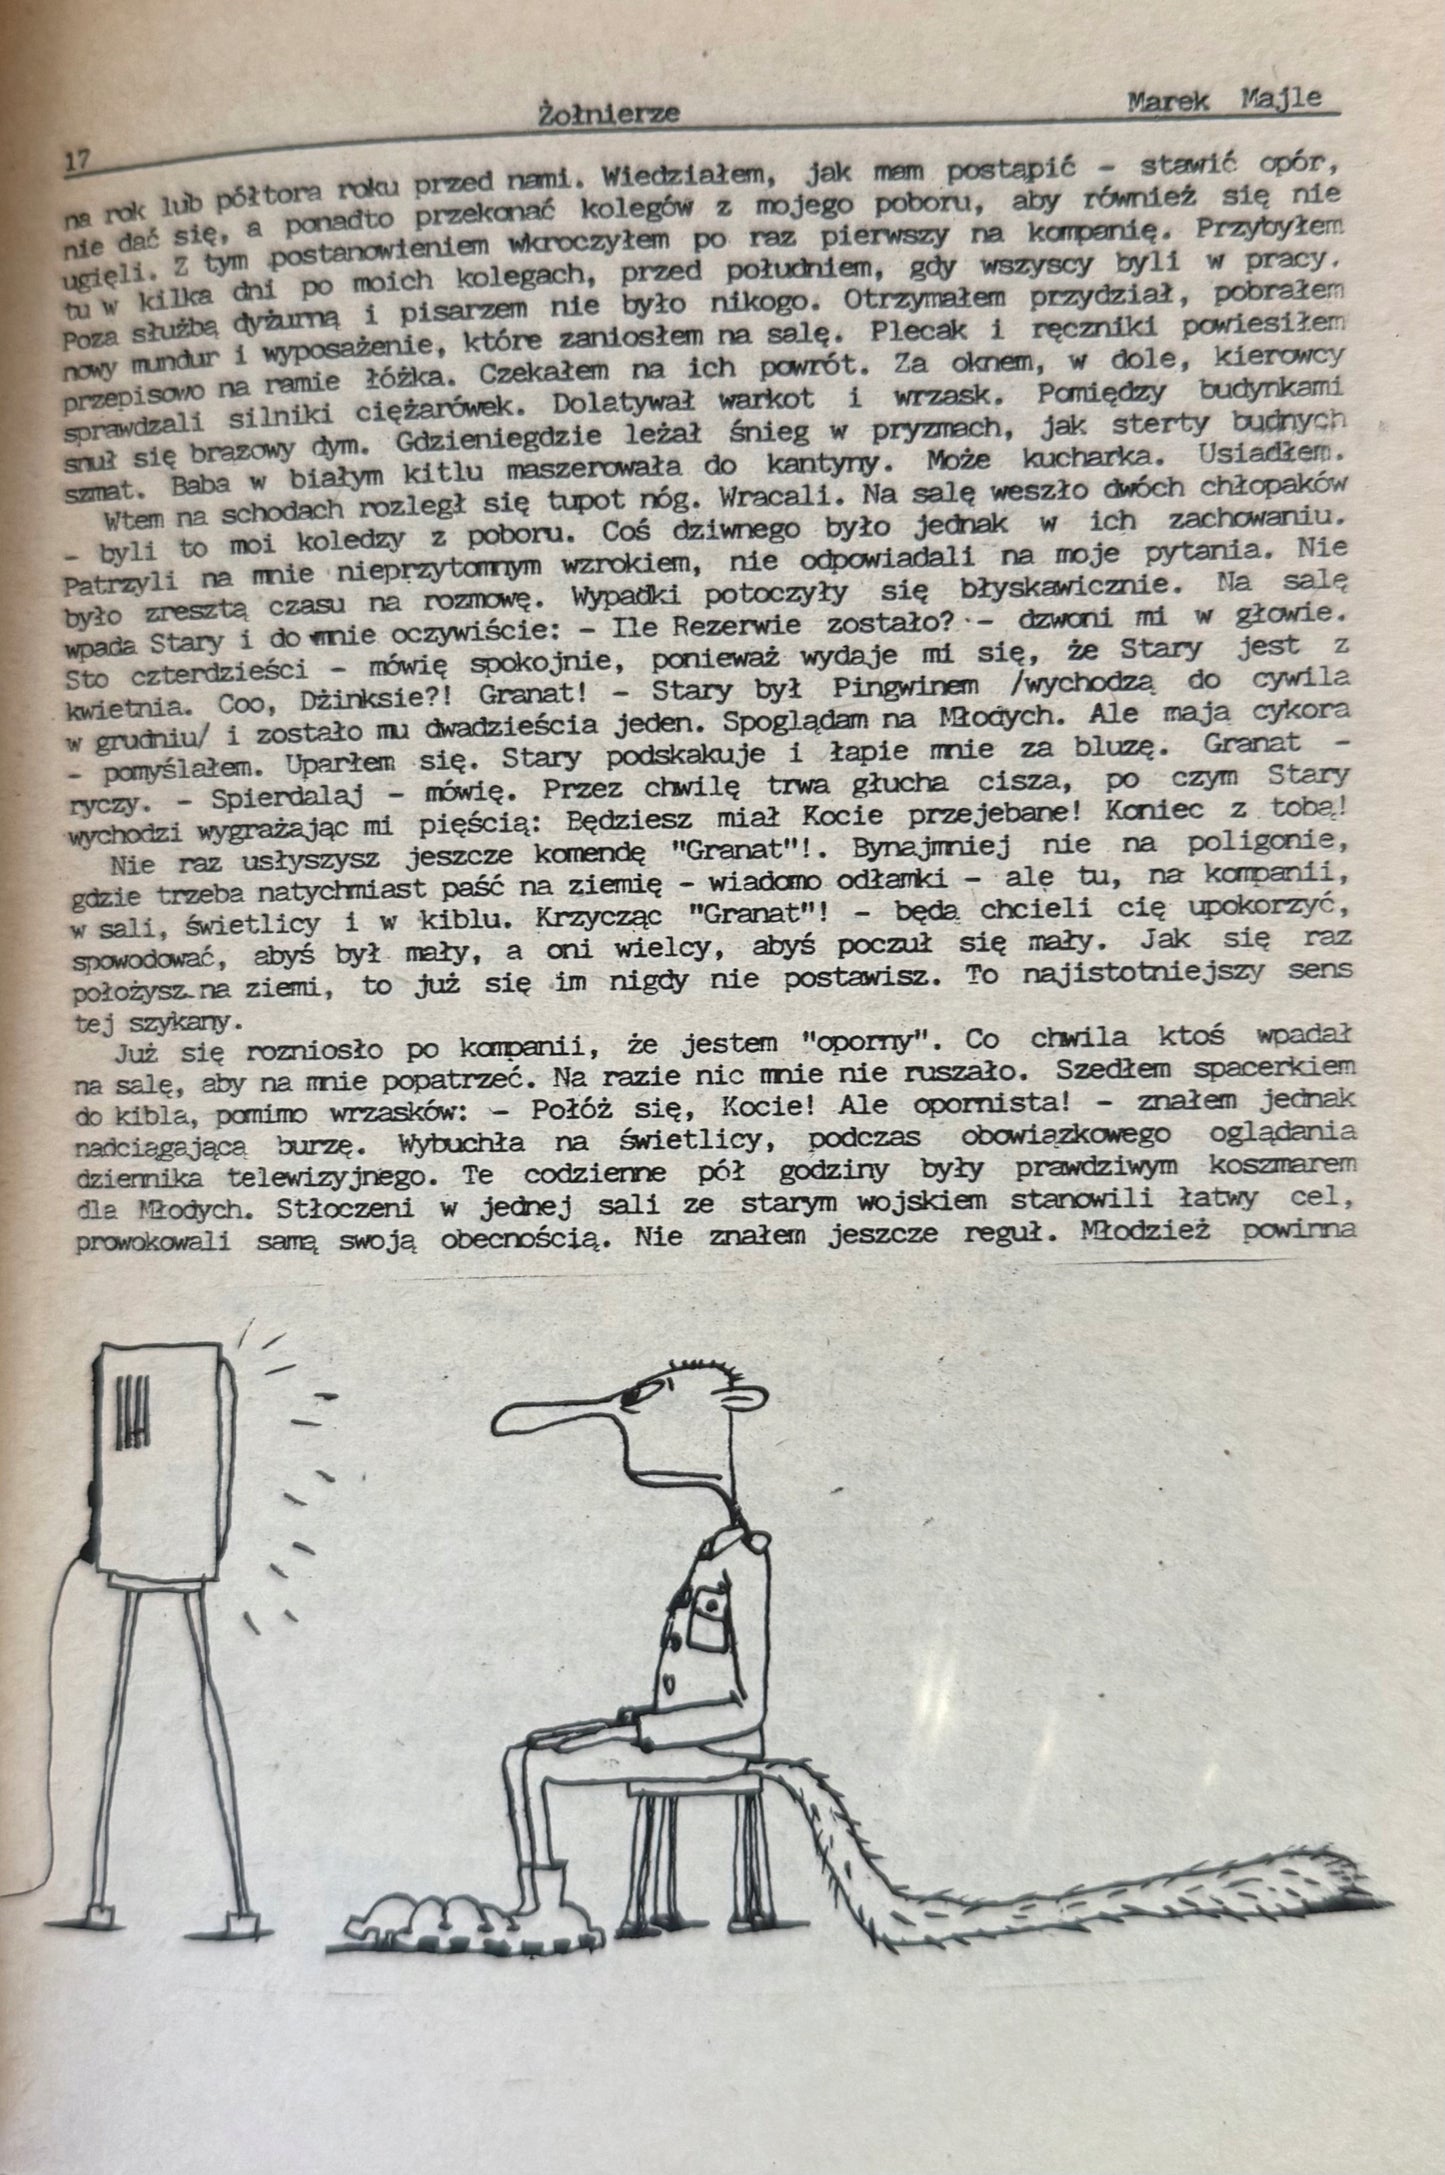 Żołnierze
Marek Majle
17
na rok lub półtora roku przed nami. Wiedziałem, jak mam postąpić - stawić opór,
nie dać się, a ponadto przekonać kolegów z mojego poboru, aby również się nie
ugięli. Z tym postanowieniem wkroczyłem po raz pierwszy na kompanię. Przybyłem
tu w kilka dni po moich kolegach, przed południem, gdy wszyscy byli w pracy.
Poza służbą dyżurną i pisarzem nie było nikogo. Otrzymałem przydział, pobrałem
nowy mundur i wyposażenie, które zaniosłem na salę. Plecak i ręczniki powiesiłem
przepisowo na ramie łóżka. Czekałem na ich powrót. Za oknem, w dole, kierowcy
sprawdzali silniki ciężarówek. Dolatywał warkot i wrzask. Pomiędzy budynkami
snuł się brązowy dym. Gdzieniegdzie leżał śnieg w pryzmach, jak sterty budnych
szmat. Baba w białym kitlu maszerowała do kantyny. Może kucharka. Usiadłem.
Wtem na schodach rozległ się tupot nóg. Wracali. Na salę weszło dwóch chłopaków
- byli to moi koledzy z poboru. Coś dziwnego było jednak w ich zachowaniu.
Patrzyli na mnie nieprzytomnym wzrokiem, nie odpowiadali na moje pytania. Nie
było zresztą czasu na rozmowę. Wypadki potoczyły się błyskawicznie. Na salę
wpada Stary i do mnie oczywiście: - Ile Rezerwie zostało? - dzwoni mi w głowie.
Sto czterdzieści - mówię spokojnie, ponieważ wydaje mi się, że Stary jest z
kwietnia. Coo, Dżinksie?! Granat! - Stary był Pingwinem /wychodzą do cywila
w grudniu/ i zostało mu dwadzieścia jeden. Spoglądam na Młodych. Ale mają cykora
- pomyślałem. Uparłem się. Stary podskakuje i łapie mnie za bluzę. Granat -
ryczy. - Spierdalaj - mówię. Przez chwilę trwa głucha cisza, po czym Stary
wychodzi wygrażając mi pięścią: Będziesz miał Kocie przejebane! Koniec z tobą!
Nie raz usłyszysz jeszcze komendę "Granat"!. Bynajmniej nie na poligonie,
gdzie trzeba natychmiast paść na ziemię - wiadomo odłamki - ale tu, na kompanii,
w sali, świetlicy i w kiblu. Krzycząc "Granat"! - będą chcieli cię upokorzyć,
spowodować, abyś był mały, a oni wielcy, abyś poczuł się mały. Jak się raz
położysz na ziemi, to już się im nigdy nie postawisz. To najistotniejszy sens
tej szykany.
Już się rozniosło po kompanii, że jestem "oporny". Co chwila ktoś wpadał
na salę, aby na mnie popatrzeć. Na razie nic mnie nie ruszało. Szedłem spacerkiem
do kibla, pomimo wrzasków: - Połóż się, Kocie! Ale opornista! - znałem jednak
nadciągającą burzę. Wybuchła na świetlicy, podczas obowiązkowego oglądania
dziennika telewizyjnego. Te codzienne pół godziny były prawdziwym koszmarem
dla Młodych. Stłoczeni w jednej sali ze starym wojskiem stanowili łatwy cel,
prowokowali samą swoją obecnością. Nie znałem jeszcze reguł. Młodzież powinna